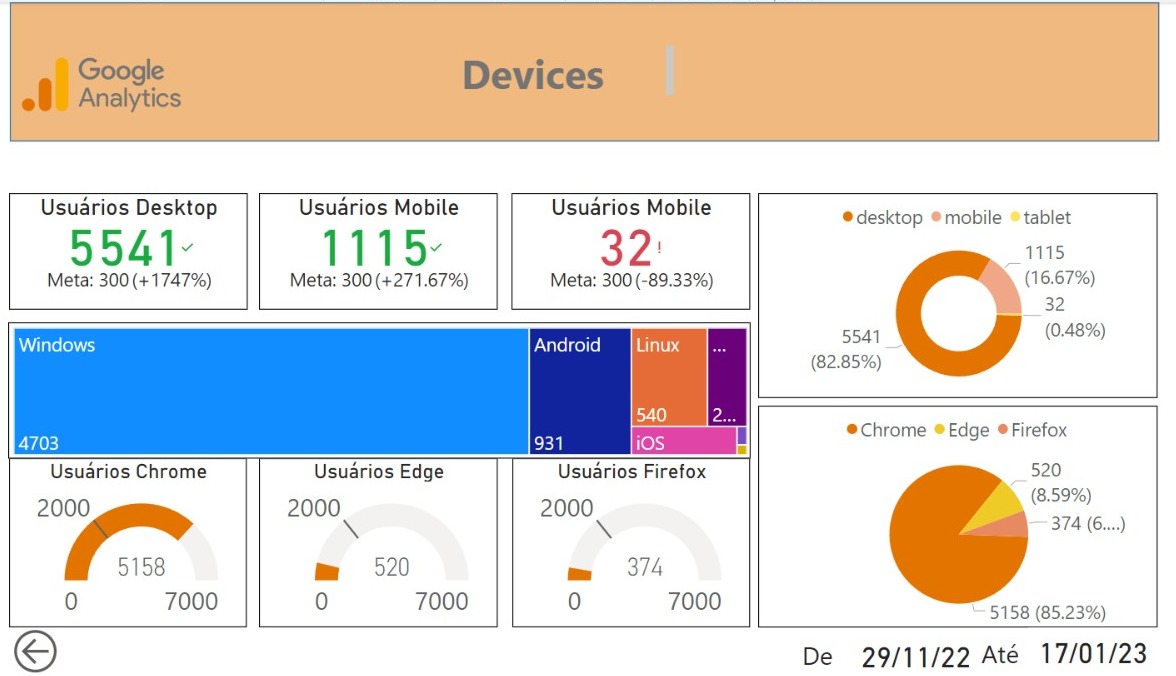 Google
Analytics
Devices
Usuários Desktop
5541
Meta: 300 (+1747%)
Usuários Mobile
1115
Meta: 300 (+271.67%)
Usuários Mobile
32!
Meta: 300 (-89.33%)
desktop mobile tablet
1115
(16.67%)
32
(0.48%)
5541
(82.85%)
Windows
4703
Android
931
Linux
540
...
2...
iOS
Chrome Edge Firefox
520
(8.59%)
374 (6....)
5158 (85.23%)
Usuários Chrome
2000
5158
0 7000
Usuários Edge
2000
520
0 7000
Usuários Firefox
2000
374
0 7000
De 29/11/22 Até 17/01/23